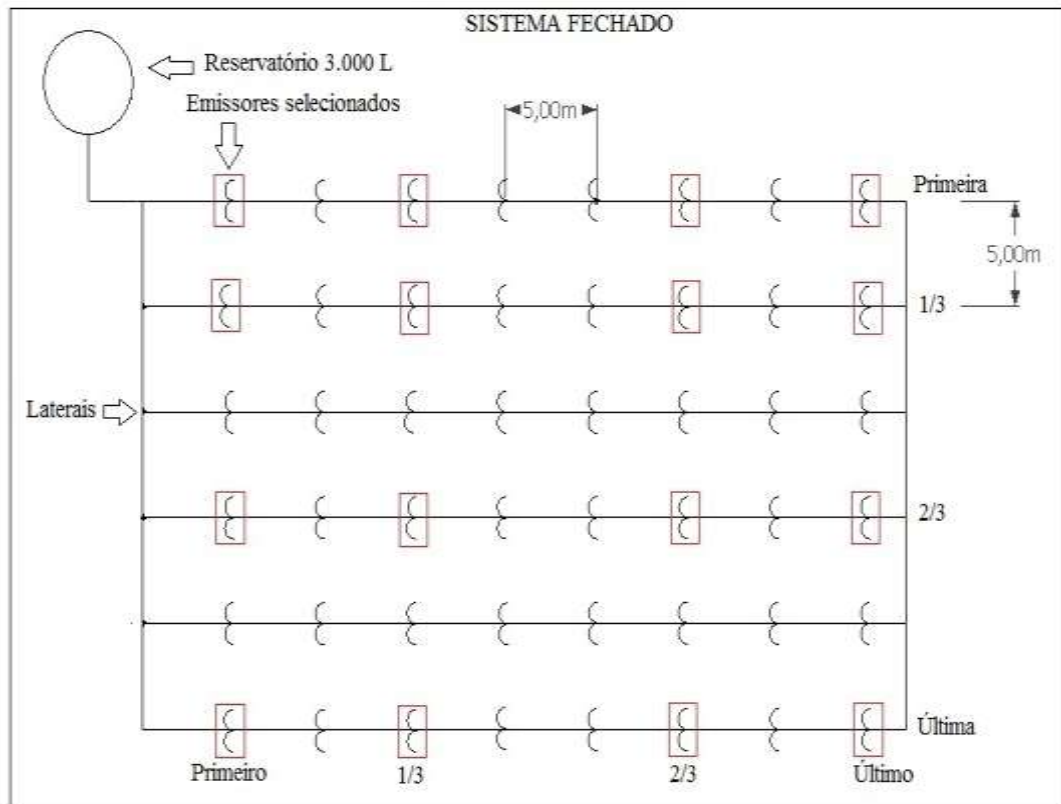 SISTEMA FECHADO
Reservatório 3.000 L
Emissores selecionados
5,00m
Primeira
5,00m
1/3
Laterais
2/3
Última
Primeiro
1/3
2/3
Último